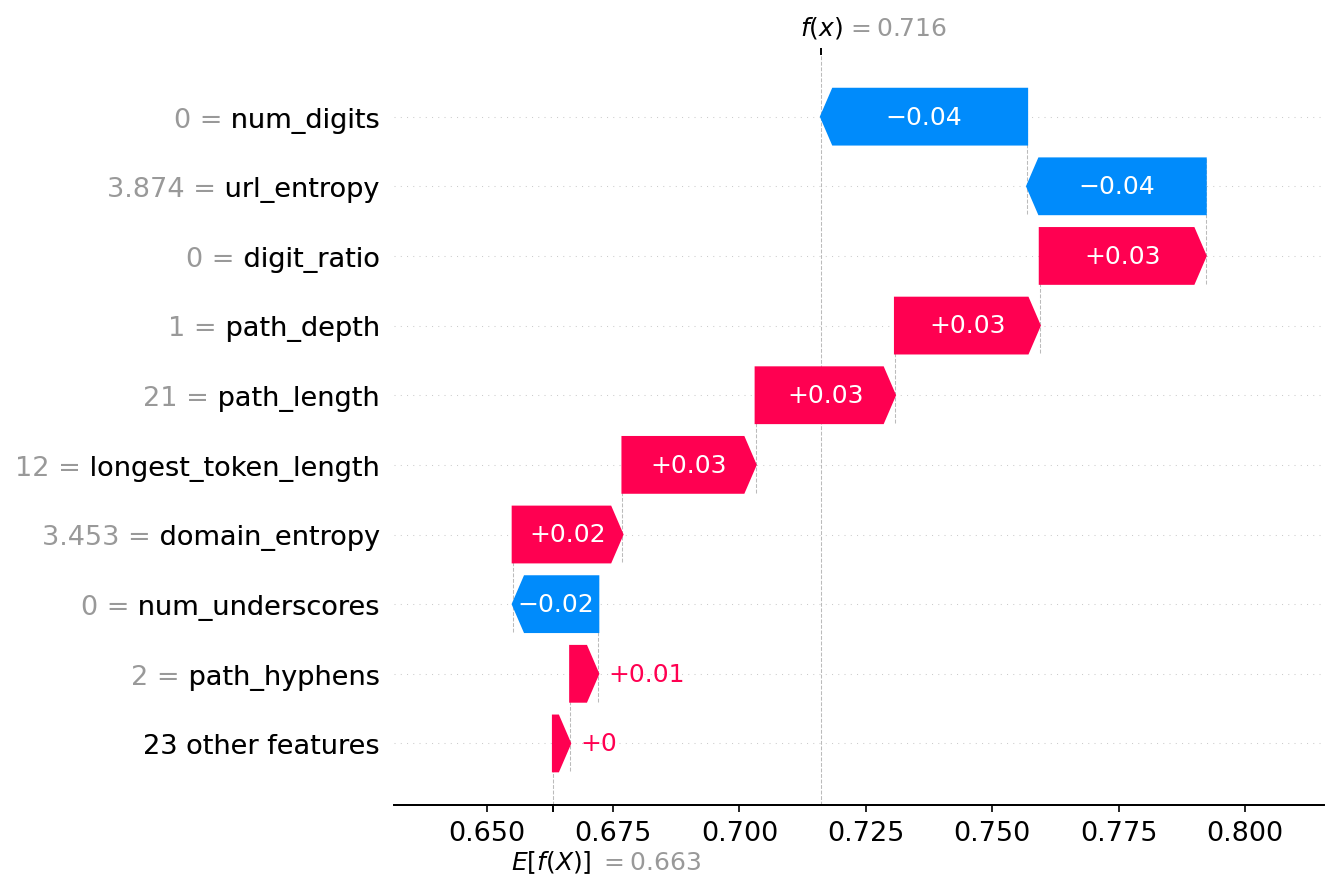 f(x) = 0.716
0 = num_digits −0.04
3.874 = url_entropy −0.04
0 = digit_ratio +0.03
1 = path_depth +0.03
21 = path_length +0.03
12 = longest_token_length +0.03
3.453 = domain_entropy +0.02
0 = num_underscores −0.02
2 = path_hyphens +0.01
23 other features +0
0.650 0.675 0.700 0.725 0.750 0.775 0.800
E[f(X)] = 0.663